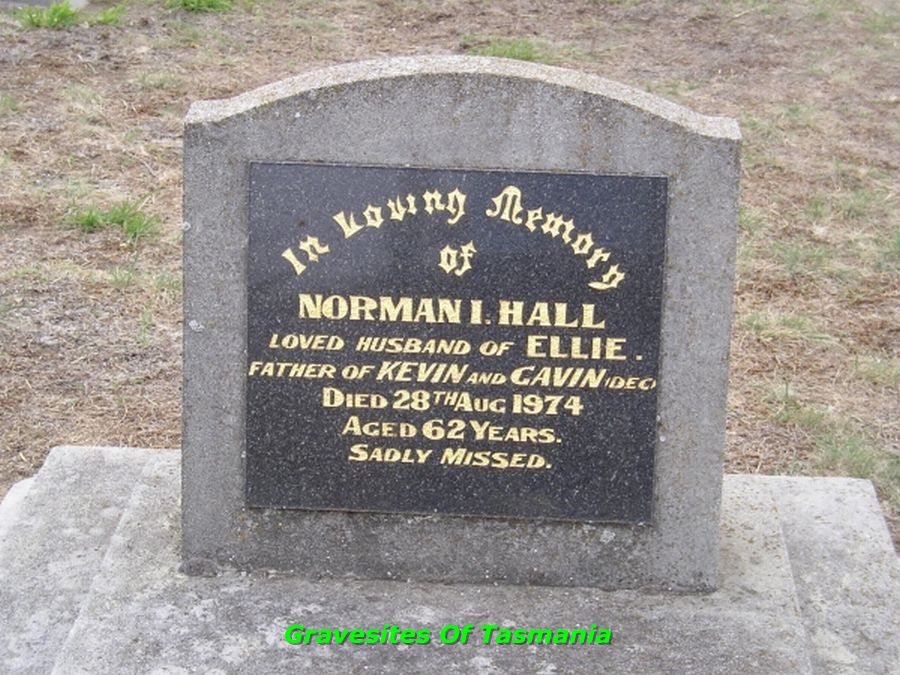 In Loving Memory
of
NORMAN I. HALL
LOVED HUSBAND OF ELLIE.
FATHER OF KEVIN AND GAVIN (DEC)
DIED 28TH AUG 1974
AGED 62 YEARS.
SADLY MISSED.
Gravesites Of Tasmania